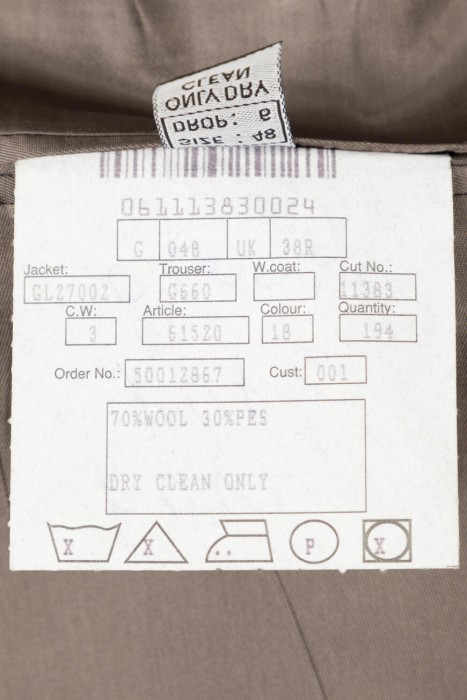 SIZE : 48
DROP: 6
ONLY DRY
CLEAN
061113830024
G 048 UK 38R
Jacket: Trouser: W.coat: Cut No.:
GL27002 G660 11383
C.W: Article: Colour: Quantity:
3 61520 18 194
Order No.: 50012867 Cust: 001
70%WOOL 30%PES
DRY CLEAN ONLY
X X .. P X